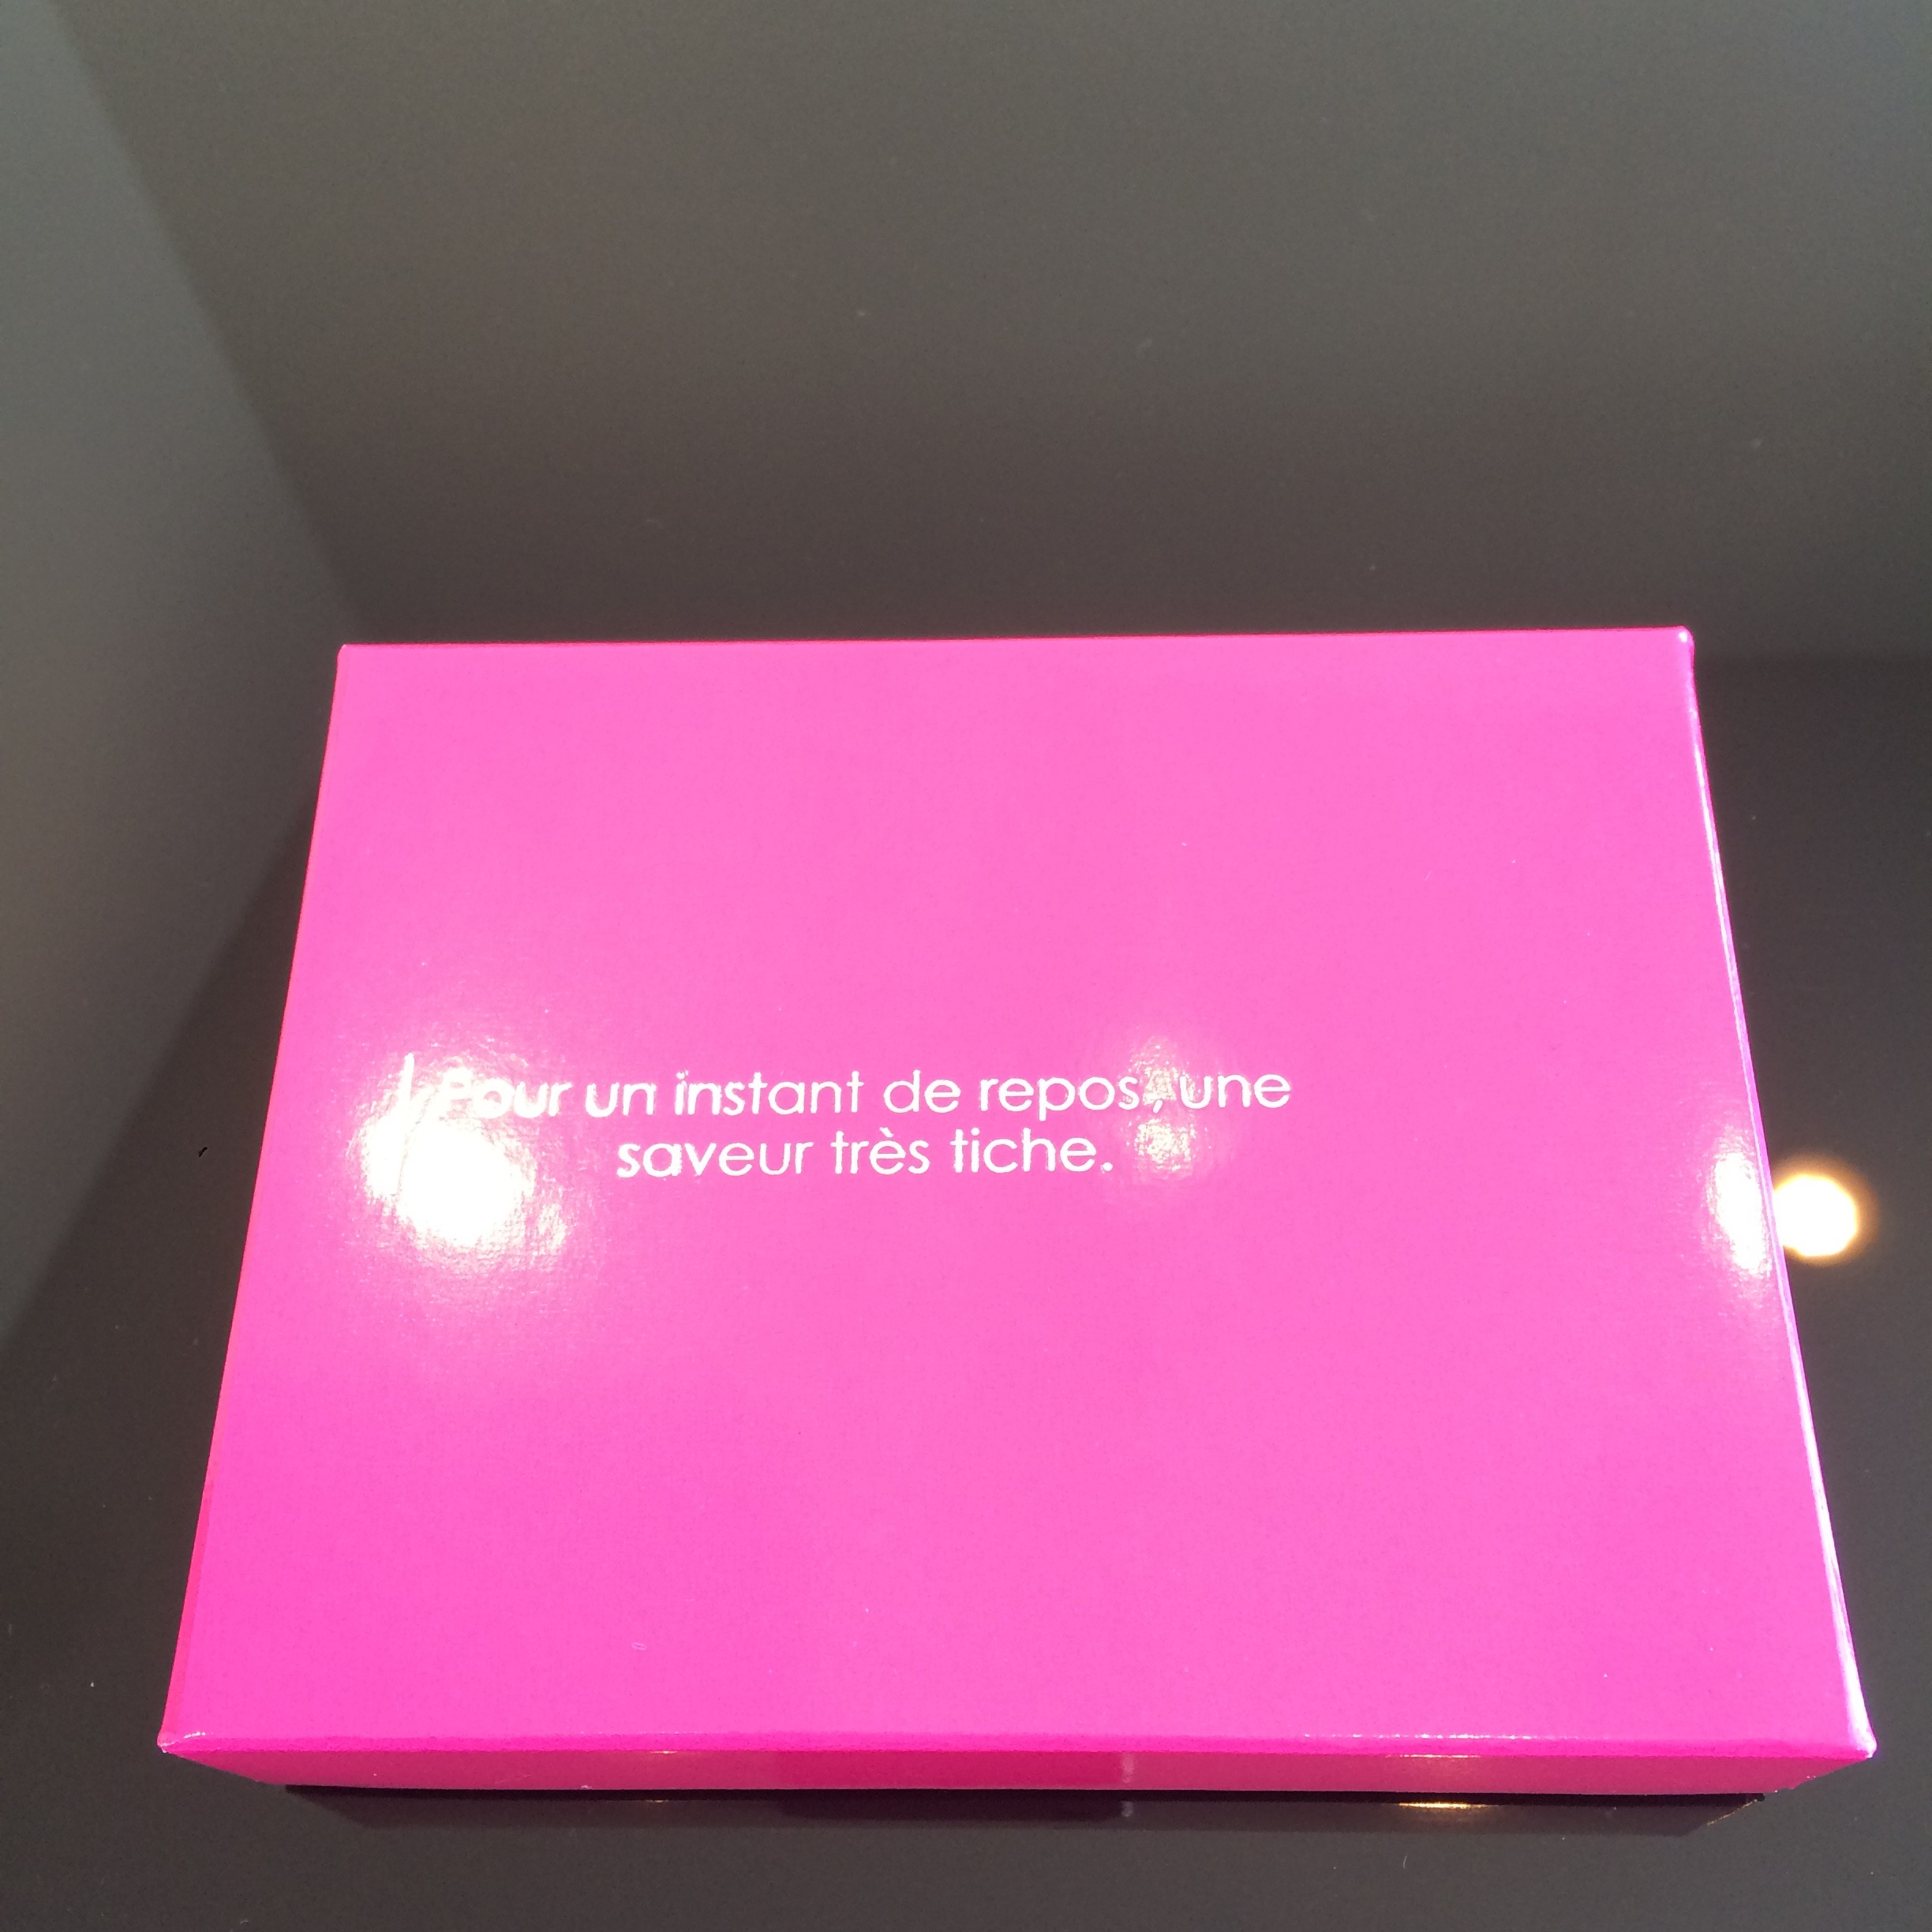 Pour un instant de repos, une
saveur très tiche.